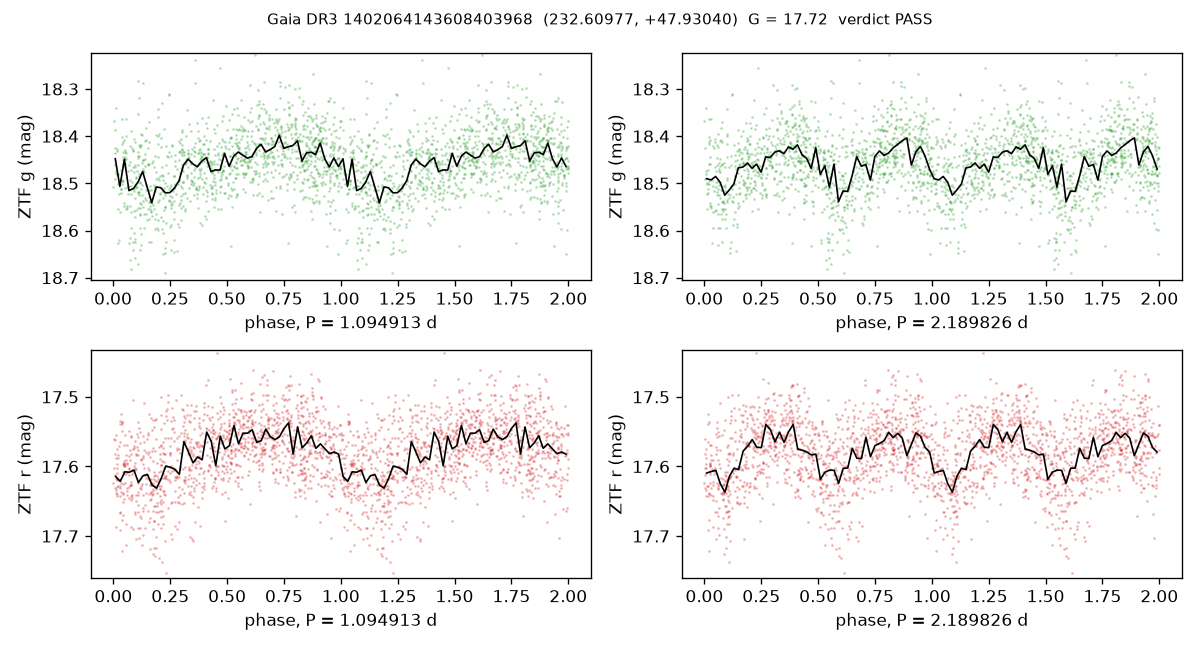 Gaia DR3 1402064143608403968 (232.60977, +47.93040) G = 17.72 verdict PASS
ZTF g (mag)
18.3
18.4
18.5
18.6
18.7
0.00 0.25 0.50 0.75 1.00 1.25 1.50 1.75 2.00
phase, P = 1.094913 d
ZTF g (mag)
18.3
18.4
18.5
18.6
18.7
0.00 0.25 0.50 0.75 1.00 1.25 1.50 1.75 2.00
phase, P = 2.189826 d
ZTF r (mag)
17.5
17.6
17.7
0.00 0.25 0.50 0.75 1.00 1.25 1.50 1.75 2.00
phase, P = 1.094913 d
ZTF r (mag)
17.5
17.6
17.7
0.00 0.25 0.50 0.75 1.00 1.25 1.50 1.75 2.00
phase, P = 2.189826 d